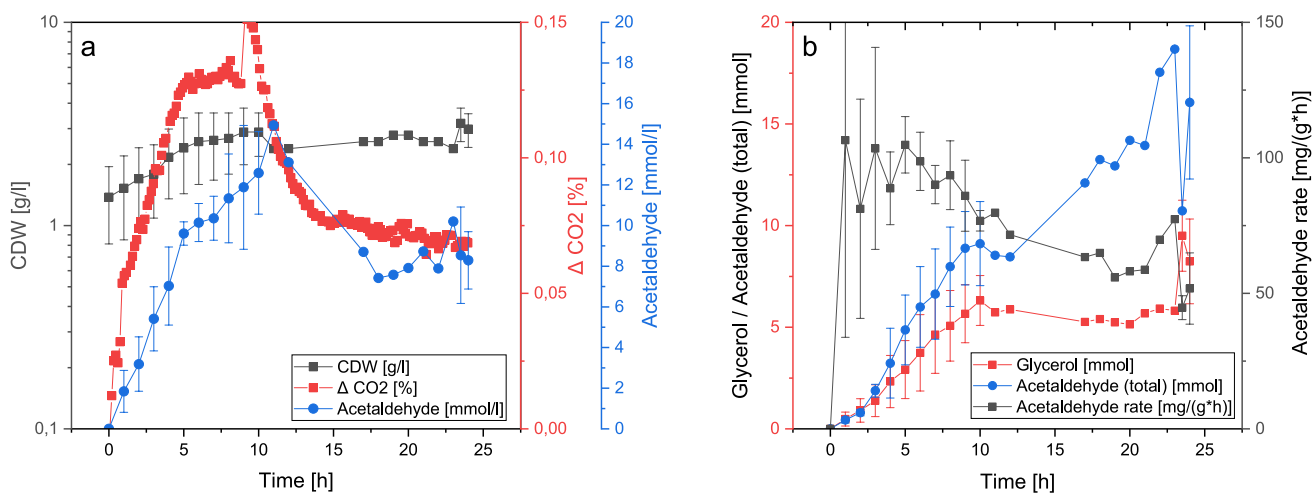 a
CDW [g/l]
10
1
0,1
Δ CO2 [%]
0,15
0,10
0,05
0,00
Acetaldehyde [mmol/l]
20
18
16
14
12
10
8
6
4
2
0
CDW [g/l]
Δ CO2 [%]
Acetaldehyde [mmol/l]
0 5 10 15 20 25
Time [h]
b
Glycerol / Acetaldehyde (total) [mmol]
20
15
10
5
0
Acetaldehyde rate [mg/(g*h)]
150
100
50
0
Glycerol [mmol]
Acetaldehyde (total) [mmol]
Acetaldehyde rate [mg/(g*h)]
0 5 10 15 20 25
Time [h]